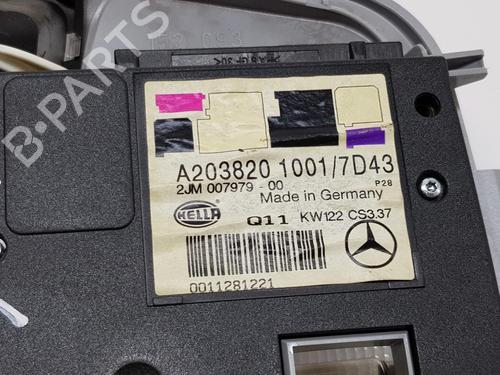 B-PARTS
A203820 1001/7D43
2JM 007979 - 00
P28
Made in Germany
HELLA
Q11 KW122 CS3.37
0011281221